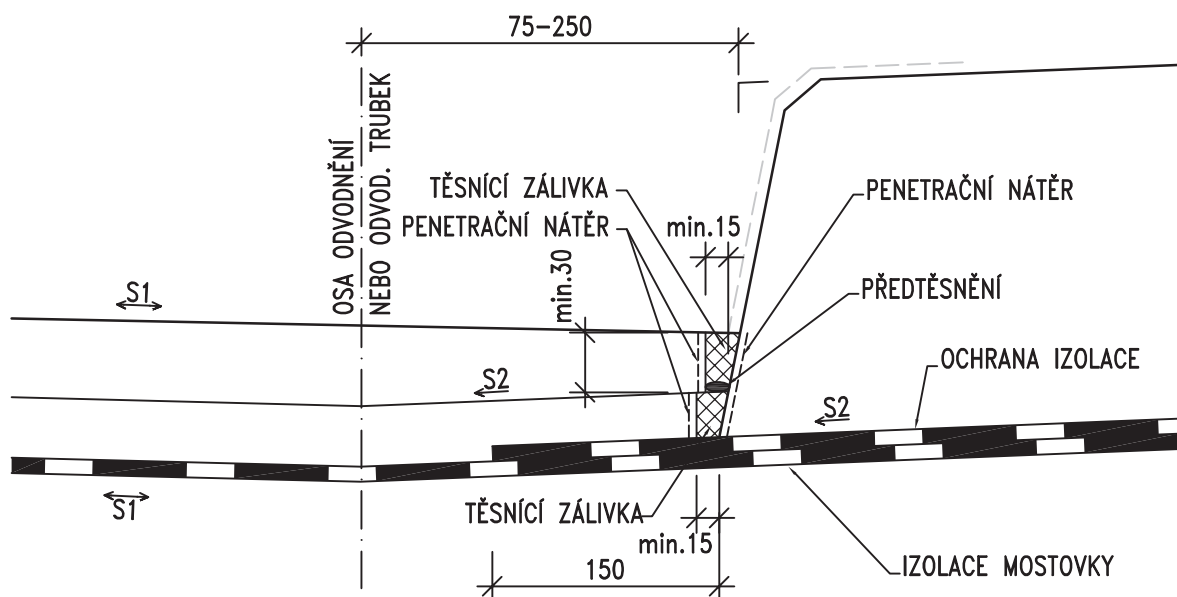 75-250
OSA ODVODNĚNÍ
NEBO ODVOD. TRUBEK
TĚSNÍCÍ ZÁLIVKA
PENETRAČNÍ NÁTĚR
min.15
PENETRAČNÍ NÁTĚR
min.30
PŘEDTĚSNĚNÍ
S1
OCHRANA IZOLACE
S2
S2
S1
TĚSNÍCÍ ZÁLIVKA
min.15
150
IZOLACE MOSTOVKY